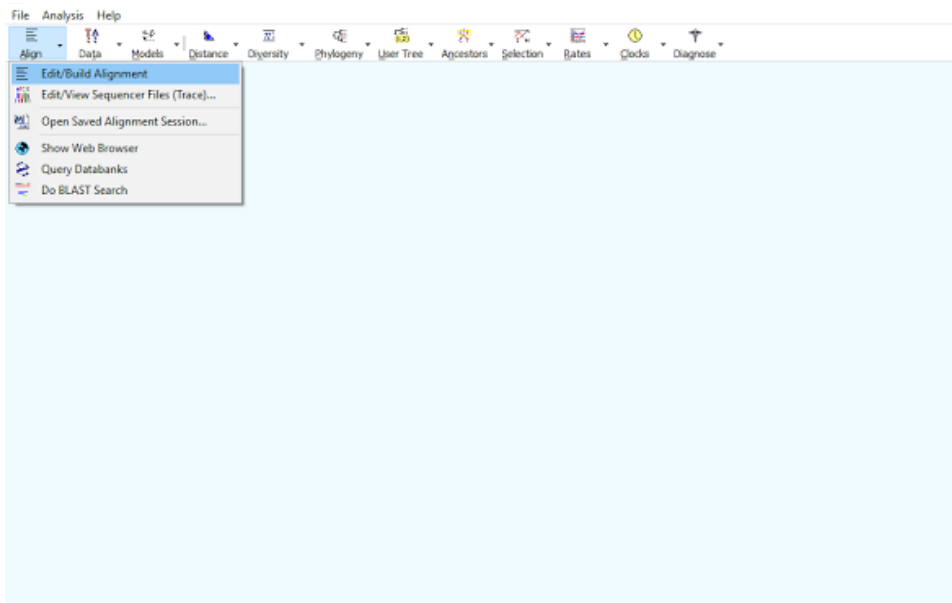 File Analysis Help
Align Data Models Distance Diversity Phylogeny User Tree Ancestors Selection Rates Clocks Diagnose
Edit/Build Alignment
Edit/View Sequencer Files (Trace)...
Open Saved Alignment Session...
Show Web Browser
Query Databanks
Do BLAST Search